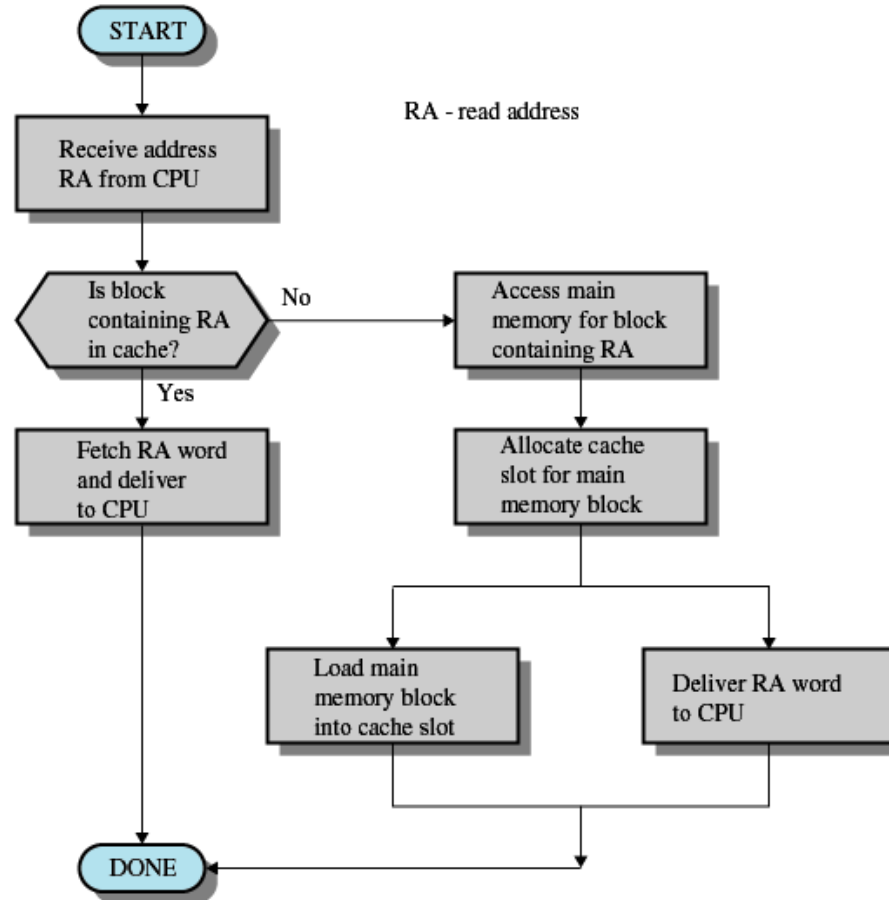 START
RA - read address
Receive address
RA from CPU
Is block
containing RA
in cache?
No
Access main
memory for block
containing RA
Yes
Fetch RA word
and deliver
to CPU
Allocate cache
slot for main
memory block
Load main
memory block
into cache slot
Deliver RA word
to CPU
DONE